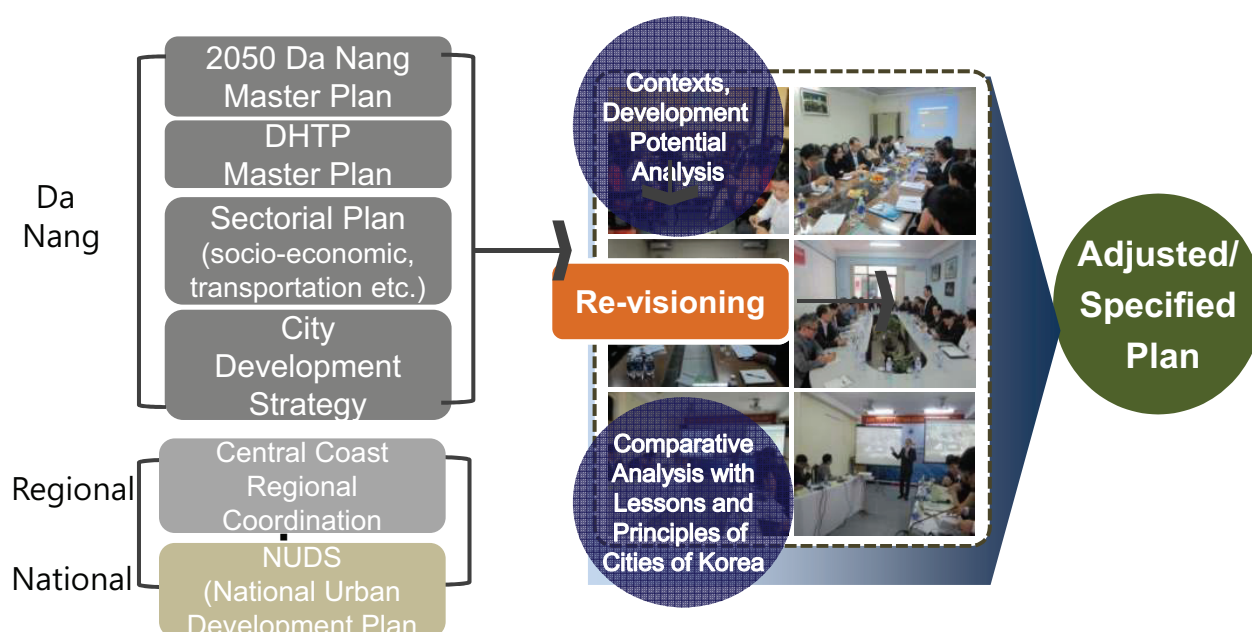 Da
Nang
2050 Da Nang
Master Plan
DHTP
Master Plan
Sectorial Plan
(socio-economic,
transportation etc.)
City
Development
Strategy
Regional
Central Coast
Regional
Coordination
National
NUDS
(National Urban
Development Plan
Contexts,
Development
Potential
Analysis
Re-visioning
Comparative
Analysis with
Lessons and
Principles of
Cities of Korea
Adjusted/
Specified
Plan